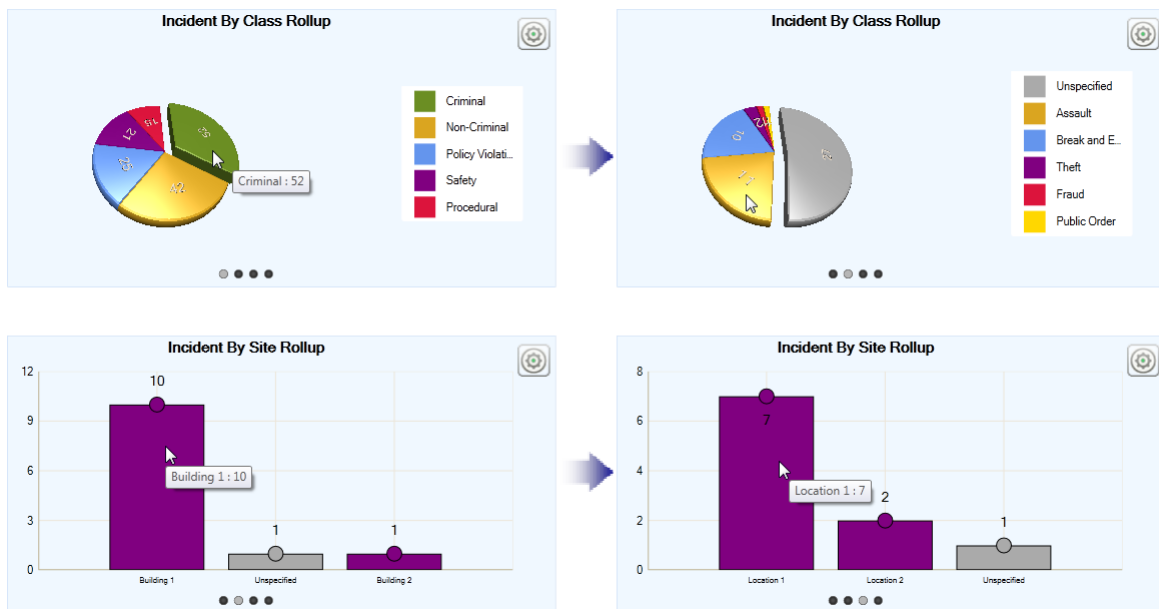 Incident By Class Rollup
Criminal
Non-Criminal
Policy Violati...
Safety
Procedural
21
Criminal : 52
Incident By Class Rollup
Unspecified
Assault
Break and E...
Theft
Fraud
Public Order
10
Incident By Site Rollup
12
9
6
3
0
10
1
1
Building 1 : 10
Building 1
Unspecified
Building 2
Incident By Site Rollup
8
6
4
2
0
7
2
1
Location 1 : 7
Location 1
Location 2
Unspecified